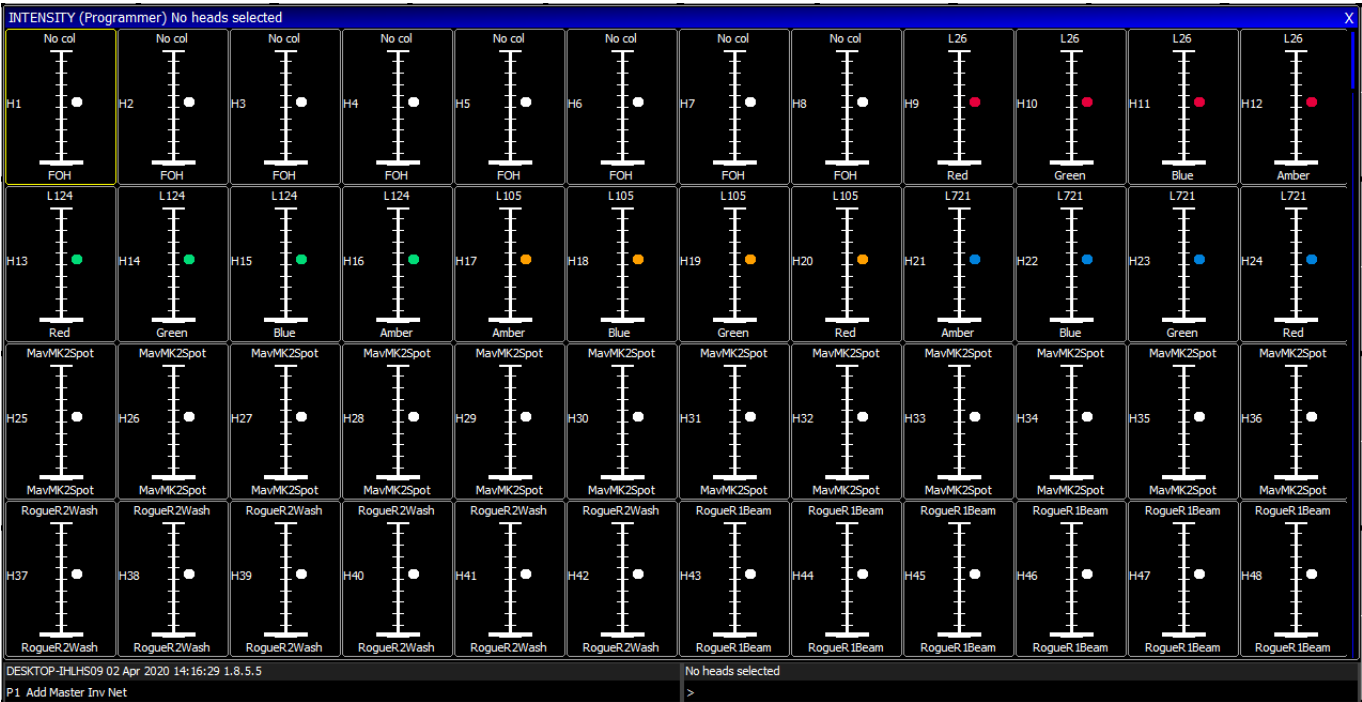 INTENSITY (Programmer) No heads selected X
No col No col No col No col No col No col No col No col L26 L26 L26 L26
H1 H2 H3 H4 H5 H6 H7 H8 H9 H10 H11 H12
FOH FOH FOH FOH FOH FOH FOH FOH Red Green Blue Amber
L124 L124 L124 L124 L105 L105 L105 L105 L721 L721 L721 L721
H13 H14 H15 H16 H17 H18 H19 H20 H21 H22 H23 H24
Red Green Blue Amber Amber Blue Green Red Amber Blue Green Red
MavMK2Spot MavMK2Spot MavMK2Spot MavMK2Spot MavMK2Spot MavMK2Spot MavMK2Spot MavMK2Spot MavMK2Spot MavMK2Spot MavMK2Spot MavMK2Spot
H25 H26 H27 H28 H29 H30 H31 H32 H33 H34 H35 H36
MavMK2Spot MavMK2Spot MavMK2Spot MavMK2Spot MavMK2Spot MavMK2Spot MavMK2Spot MavMK2Spot MavMK2Spot MavMK2Spot MavMK2Spot MavMK2Spot
RogueR2Wash RogueR2Wash RogueR2Wash RogueR2Wash RogueR2Wash RogueR2Wash RogueR1Beam RogueR1Beam RogueR1Beam RogueR1Beam RogueR1Beam RogueR1Beam
H37 H38 H39 H40 H41 H42 H43 H44 H45 H46 H47 H48
RogueR2Wash RogueR2Wash RogueR2Wash RogueR2Wash RogueR2Wash RogueR2Wash RogueR1Beam RogueR1Beam RogueR1Beam RogueR1Beam RogueR1Beam RogueR1Beam
DESKTOP-IHLHS09 02 Apr 2020 14:16:29 1.8.5.5 No heads selected
P1 Add Master Inv Net >